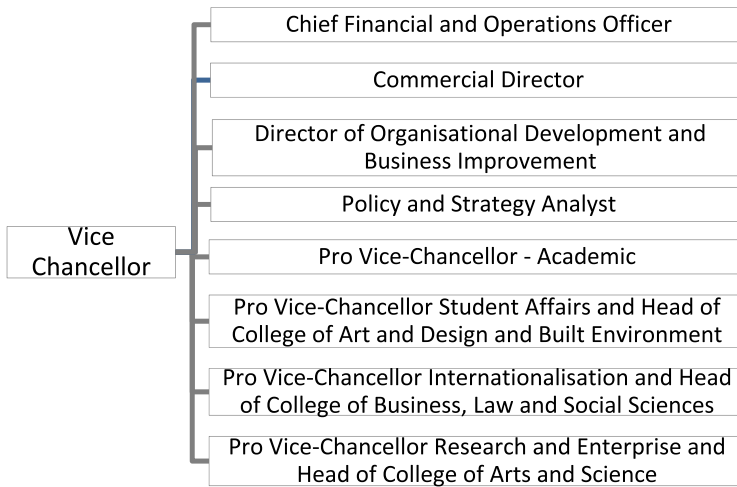 Chief Financial and Operations Officer
Commercial Director
Director of Organisational Development and
Business Improvement
Policy and Strategy Analyst
Vice
Chancellor
Pro Vice-Chancellor - Academic
Pro Vice-Chancellor Student Affairs and Head of
College of Art and Design and Built Environment
Pro Vice-Chancellor Internationalisation and Head
of College of Business, Law and Social Sciences
Pro Vice-Chancellor Research and Enterprise and
Head of College of Arts and Science